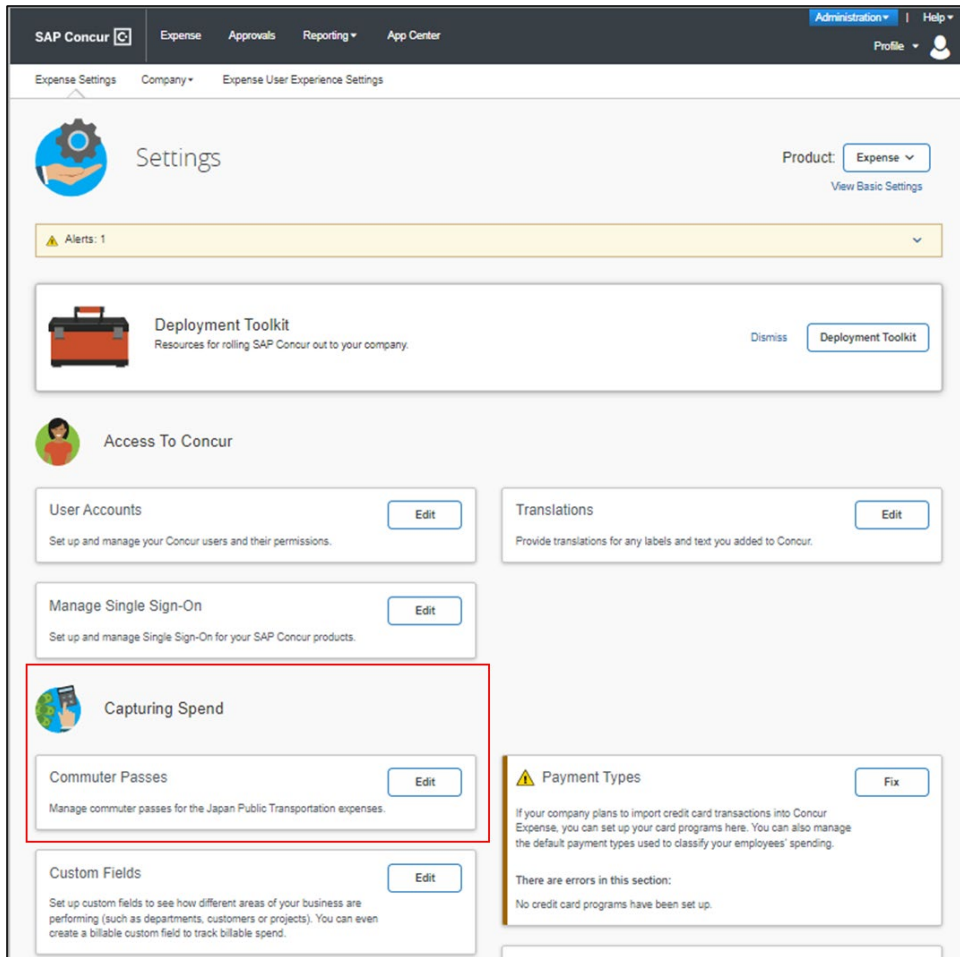 Administration | Help
SAP Concur C Expense Approvals Reporting App Center
Profile
Expense Settings Company Expense User Experience Settings
Settings
Product: Expense
View Basic Settings
Alerts: 1
Deployment Toolkit
Resources for rolling SAP Concur out to your company.
Dismiss Deployment Toolkit
Access To Concur
User Accounts
Edit
Set up and manage your Concur users and their permissions.
Translations
Edit
Provide translations for any labels and text you added to Concur.
Manage Single Sign-On
Edit
Set up and manage Single Sign-On for your SAP Concur products.
Capturing Spend
Commuter Passes
Edit
Manage commuter passes for the Japan Public Transportation expenses.
Payment Types
Fix
If your company plans to import credit card transactions into Concur
Expense, you can set up your card programs here. You can also manage
the default payment types used to classify your employees' spending.
There are errors in this section:
No credit card programs have been set up.
Custom Fields
Edit
Set up custom fields to see how different areas of your business are
performing (such as departments, customers or projects). You can even
create a billable custom field to track billable spend.